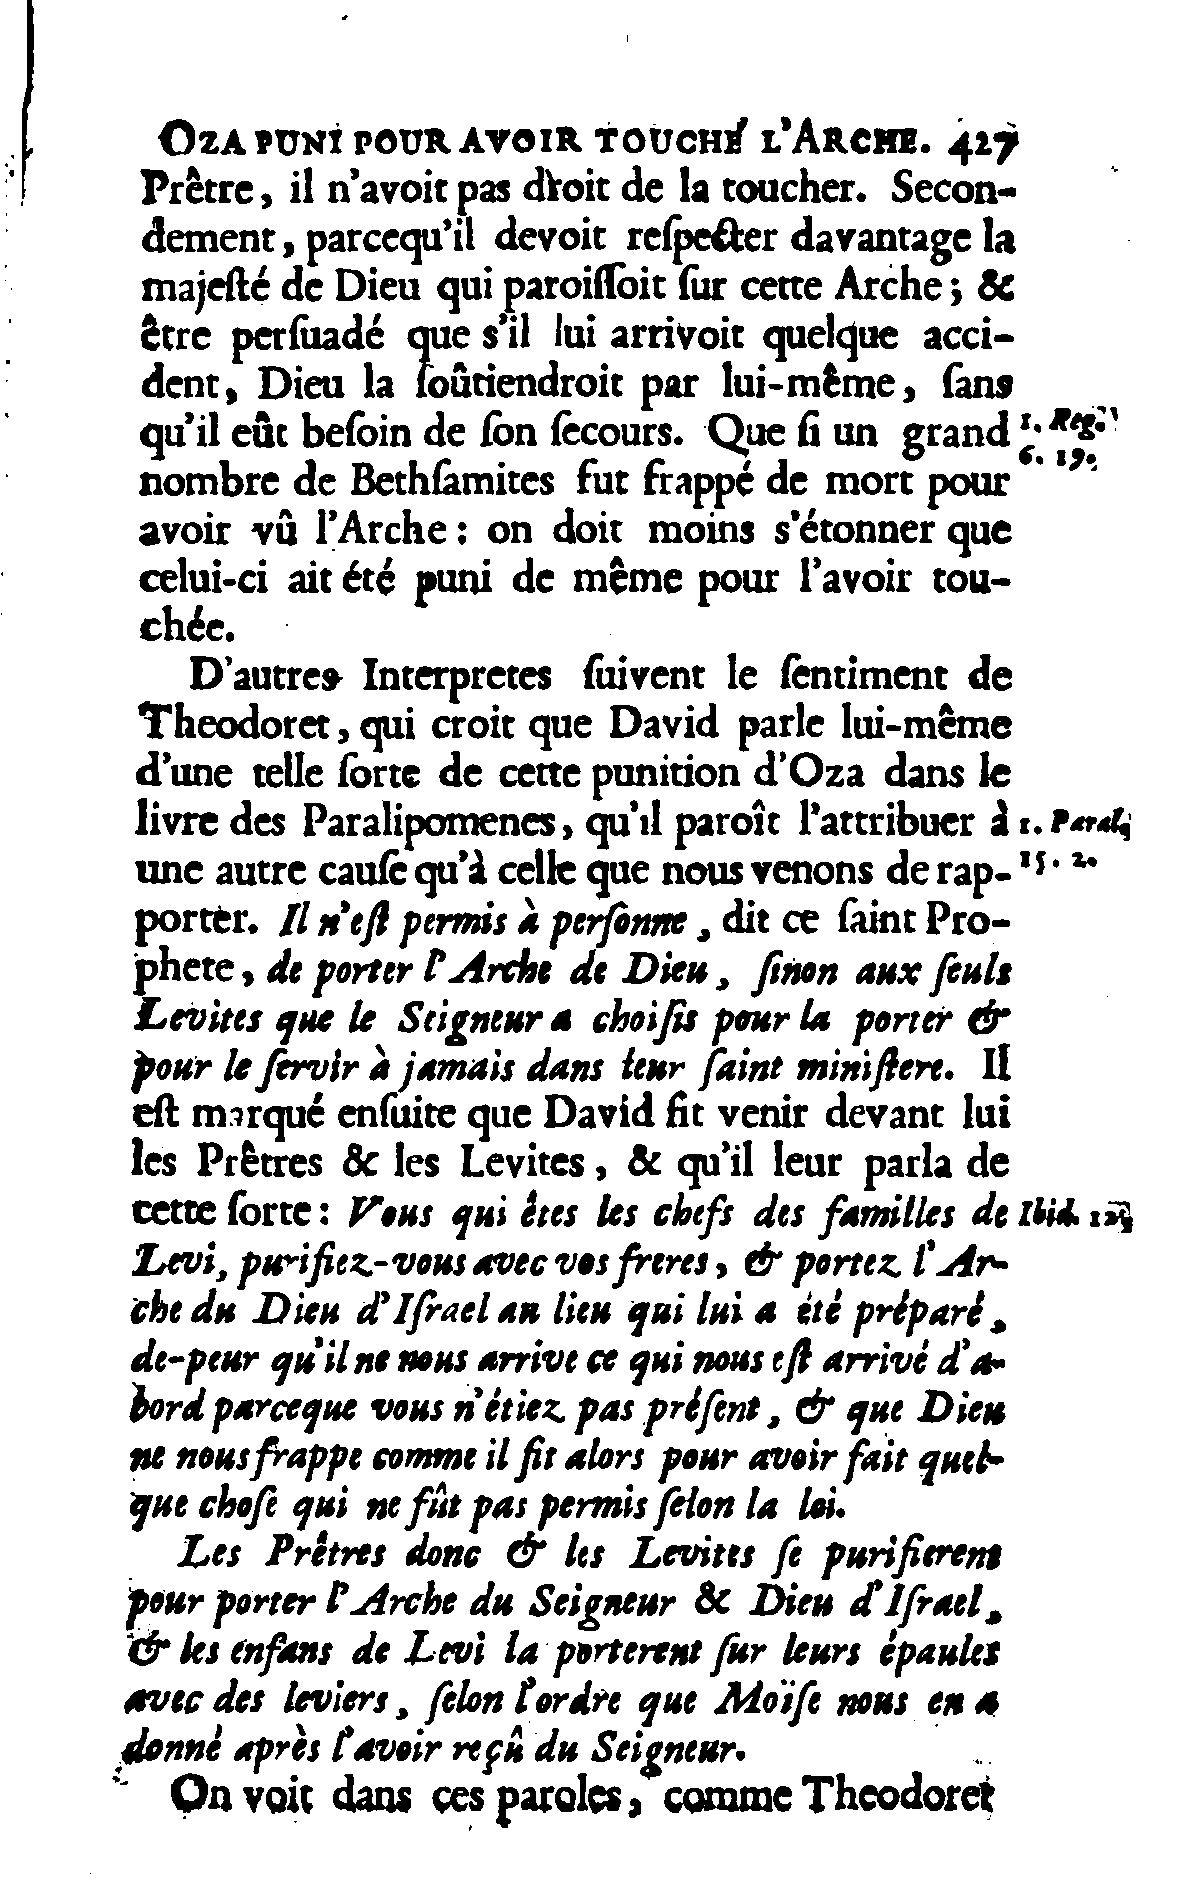 OZA PUNI POUR AVOIR TOUCHÉ L'ARCHE. 427
Prêtre, il n'avoit pas droit de la toucher. Secon-
dement, parcequ'il devoit reſpecter davantage la
majeſté de Dieu qui paroiſſoit ſur cette Arche; &
être perſuadé que s'il lui arrivoit quelque acci-
dent, Dieu la ſoûtiendroit par lui-même, ſans
qu'il eût beſoin de ſon ſecours. Que ſi un grand
1. Reg.
6. 19.
nombre de Bethſamites fut frappé de mort pour
avoir vû l'Arche: on doit moins s'étonner que
celui-ci ait été puni de même pour l'avoir tou-
chée.
D'autres Interpretes ſuivent le ſentiment de
Theodoret, qui croit que David parle lui-même
d'une telle ſorte de cette punition d'Oza dans le
livre des Paralipomenes, qu'il paroît l'attribuer à
1. Paral.
15. 2.
une autre cauſe qu'à celle que nous venons de rap-
porter. Il n'eſt permis à perſonne, dit ce ſaint Pro-
phete, de porter l'Arche de Dieu, ſinon aux ſeuls
Levites que le Seigneur a choiſis pour la porter &
pour le ſervir à jamais dans leur ſaint miniſtere. Il
eſt marqué enſuite que David fit venir devant lui
les Prêtres & les Levites, & qu'il leur parla de
cette ſorte: Vous qui êtes les chefs des familles de
Ibid.
Levi, purifiez-vous avec vos freres, & portez l'Ar-
che du Dieu d'Iſrael au lieu qui lui a été préparé,
de-peur qu'il ne nous arrive ce qui nous eſt arrivé d'a-
bord parceque vous n'étiez pas préſent, & que Dieu
ne nous frappe comme il fit alors pour avoir fait quel-
que choſe qui ne fût pas permis ſelon la loi.
Les Prêtres donc & les Levites ſe purifierent
pour porter l'Arche du Seigneur & Dieu d'Iſrael,
& les enfans de Levi la porterent ſur leurs épaules
avec des leviers, ſelon l'ordre que Moïſe nous en a
donné après l'avoir reçû du Seigneur.
On voit dans ces paroles, comme Theodoret